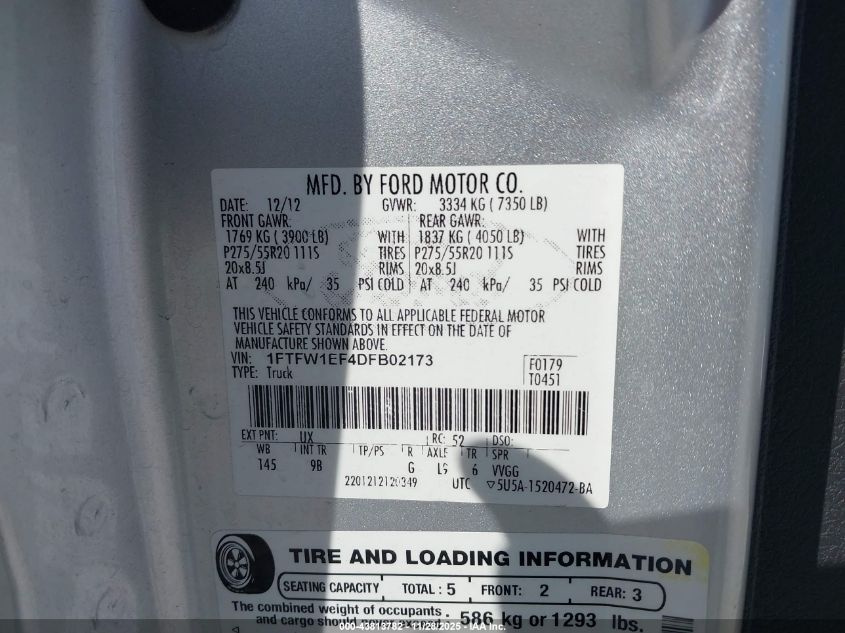 MFD. BY FORD MOTOR CO.
DATE: 12/12 GVWR: 3334 KG ( 7350 LB)
FRONT GAWR: REAR GAWR:
1769 KG ( 3900 LB) WITH 1837 KG ( 4050 LB) WITH
P275/55R20 111S TIRES P275/55R20 111S TIRES
20x8.5J RIMS 20x8.5J RIMS
AT 240 kPa/ 35 PSI COLD AT 240 kPa/ 35 PSI COLD
THIS VEHICLE CONFORMS TO ALL APPLICABLE FEDERAL MOTOR
VEHICLE SAFETY STANDARDS IN EFFECT ON THE DATE OF
MANUFACTURE SHOWN ABOVE.
VIN: 1FTFW1EF4DFB02173 F0179
TYPE: Truck T0451
EXT PNT: UX RC: 52 DSO:
WB INT TR TP/PS R AXLE TR SPR
145 9B G L9 6 VVGG
2201212120349 UTC ▽5U5A-1520472-BA
TIRE AND LOADING INFORMATION
SEATING CAPACITY TOTAL : 5 FRONT: 2 REAR: 3
The combined weight of occupants
and cargo should 586 kg or 1293 lbs.
000-43813782 - 11/28/2025 - IAA, Inc.